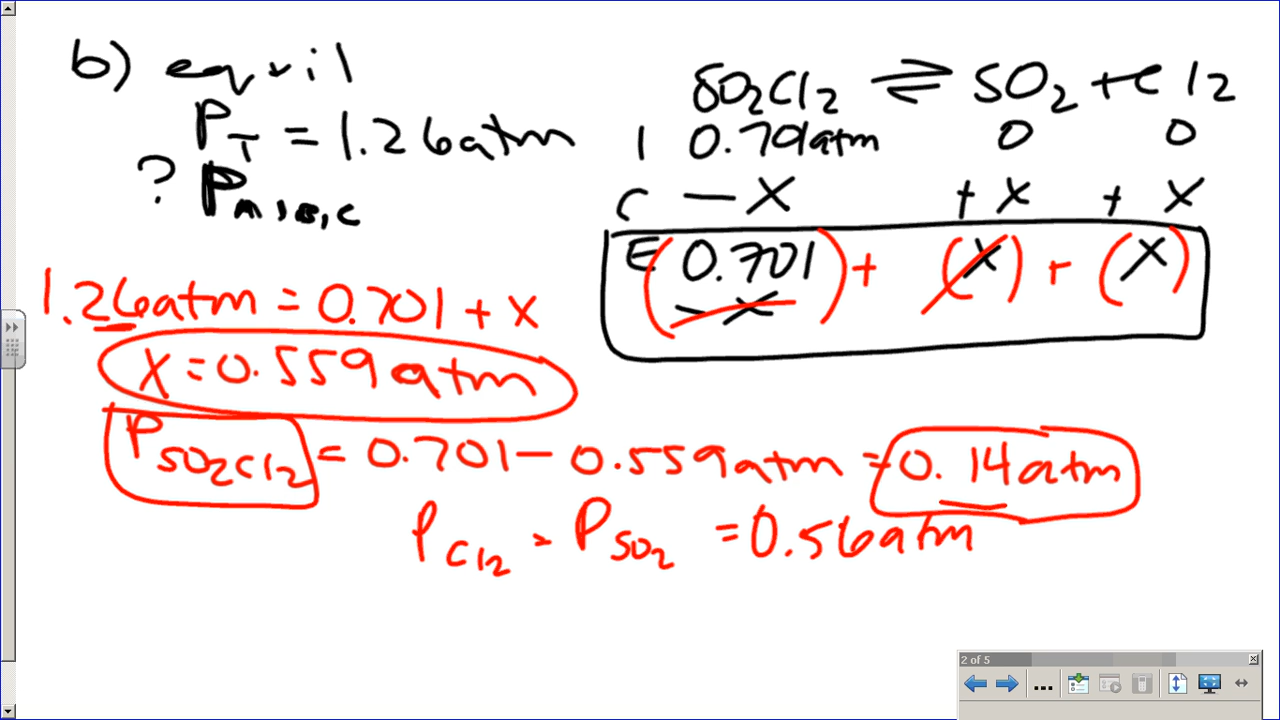 b) equil
P_T = 1.26atm
? P_A,B,C
SO2Cl2 ⇌ SO2 + Cl2
I 0.701atm 0 0
C - X + X + X
E (0.701 - X) + (X) + (X)
1.26atm = 0.701 + X
X = 0.559atm
P_SO2Cl2 = 0.701 - 0.559atm = 0.14atm
P_Cl2 = P_SO2 = 0.56atm
2 of 5
...